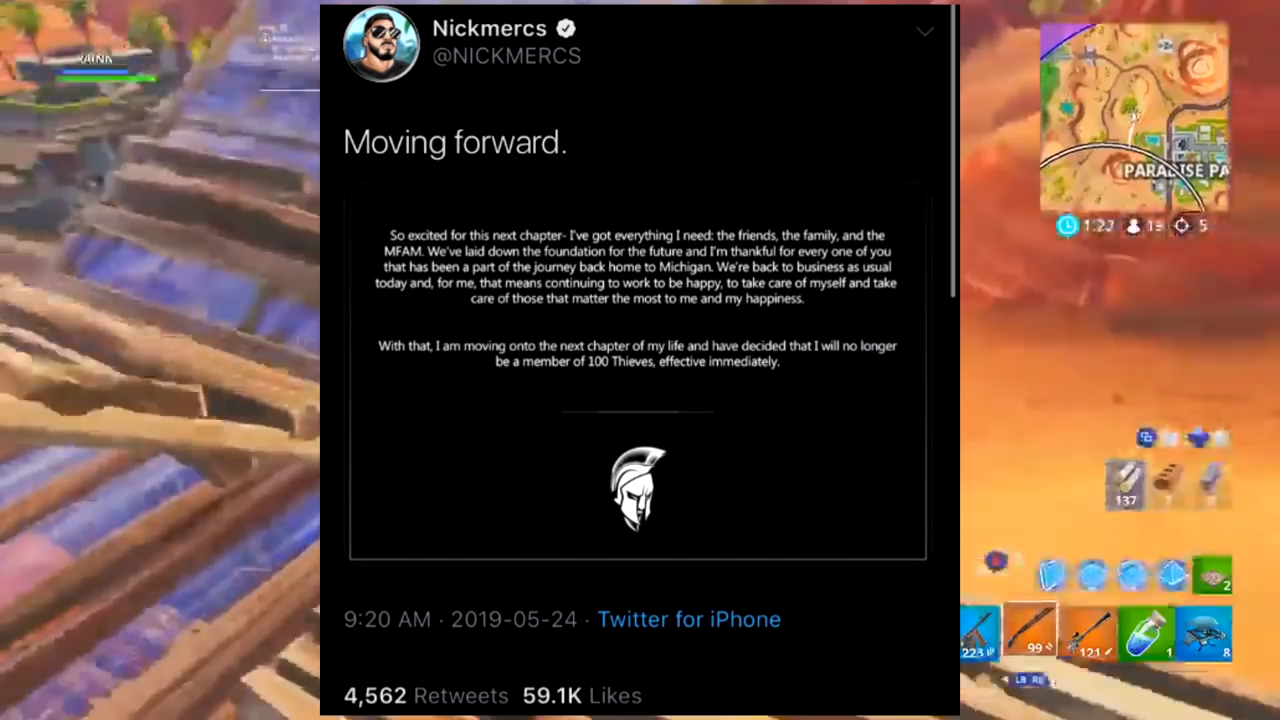 Nickmercs
@NICKMERCS
Moving forward.
So excited for this next chapter- I've got everything I need: the friends, the family, and the
MFAM. We've laid down the foundation for the future and I'm thankful for every one of you
that has been a part of the journey back home to Michigan. We're back to business as usual
today and, for me, that means continuing to work to be happy, to take care of myself and take
care of those that matter the most to me and my happiness.
With that, I am moving onto the next chapter of my life and have decided that I will no longer
be a member of 100 Thieves, effective immediately.
9:20 AM · 2019-05-24 · Twitter for iPhone
4,562 Retweets 59.1K Likes
PARADISE PA
1:27 13 5
137
2
223 99 121 1 8
LB RB